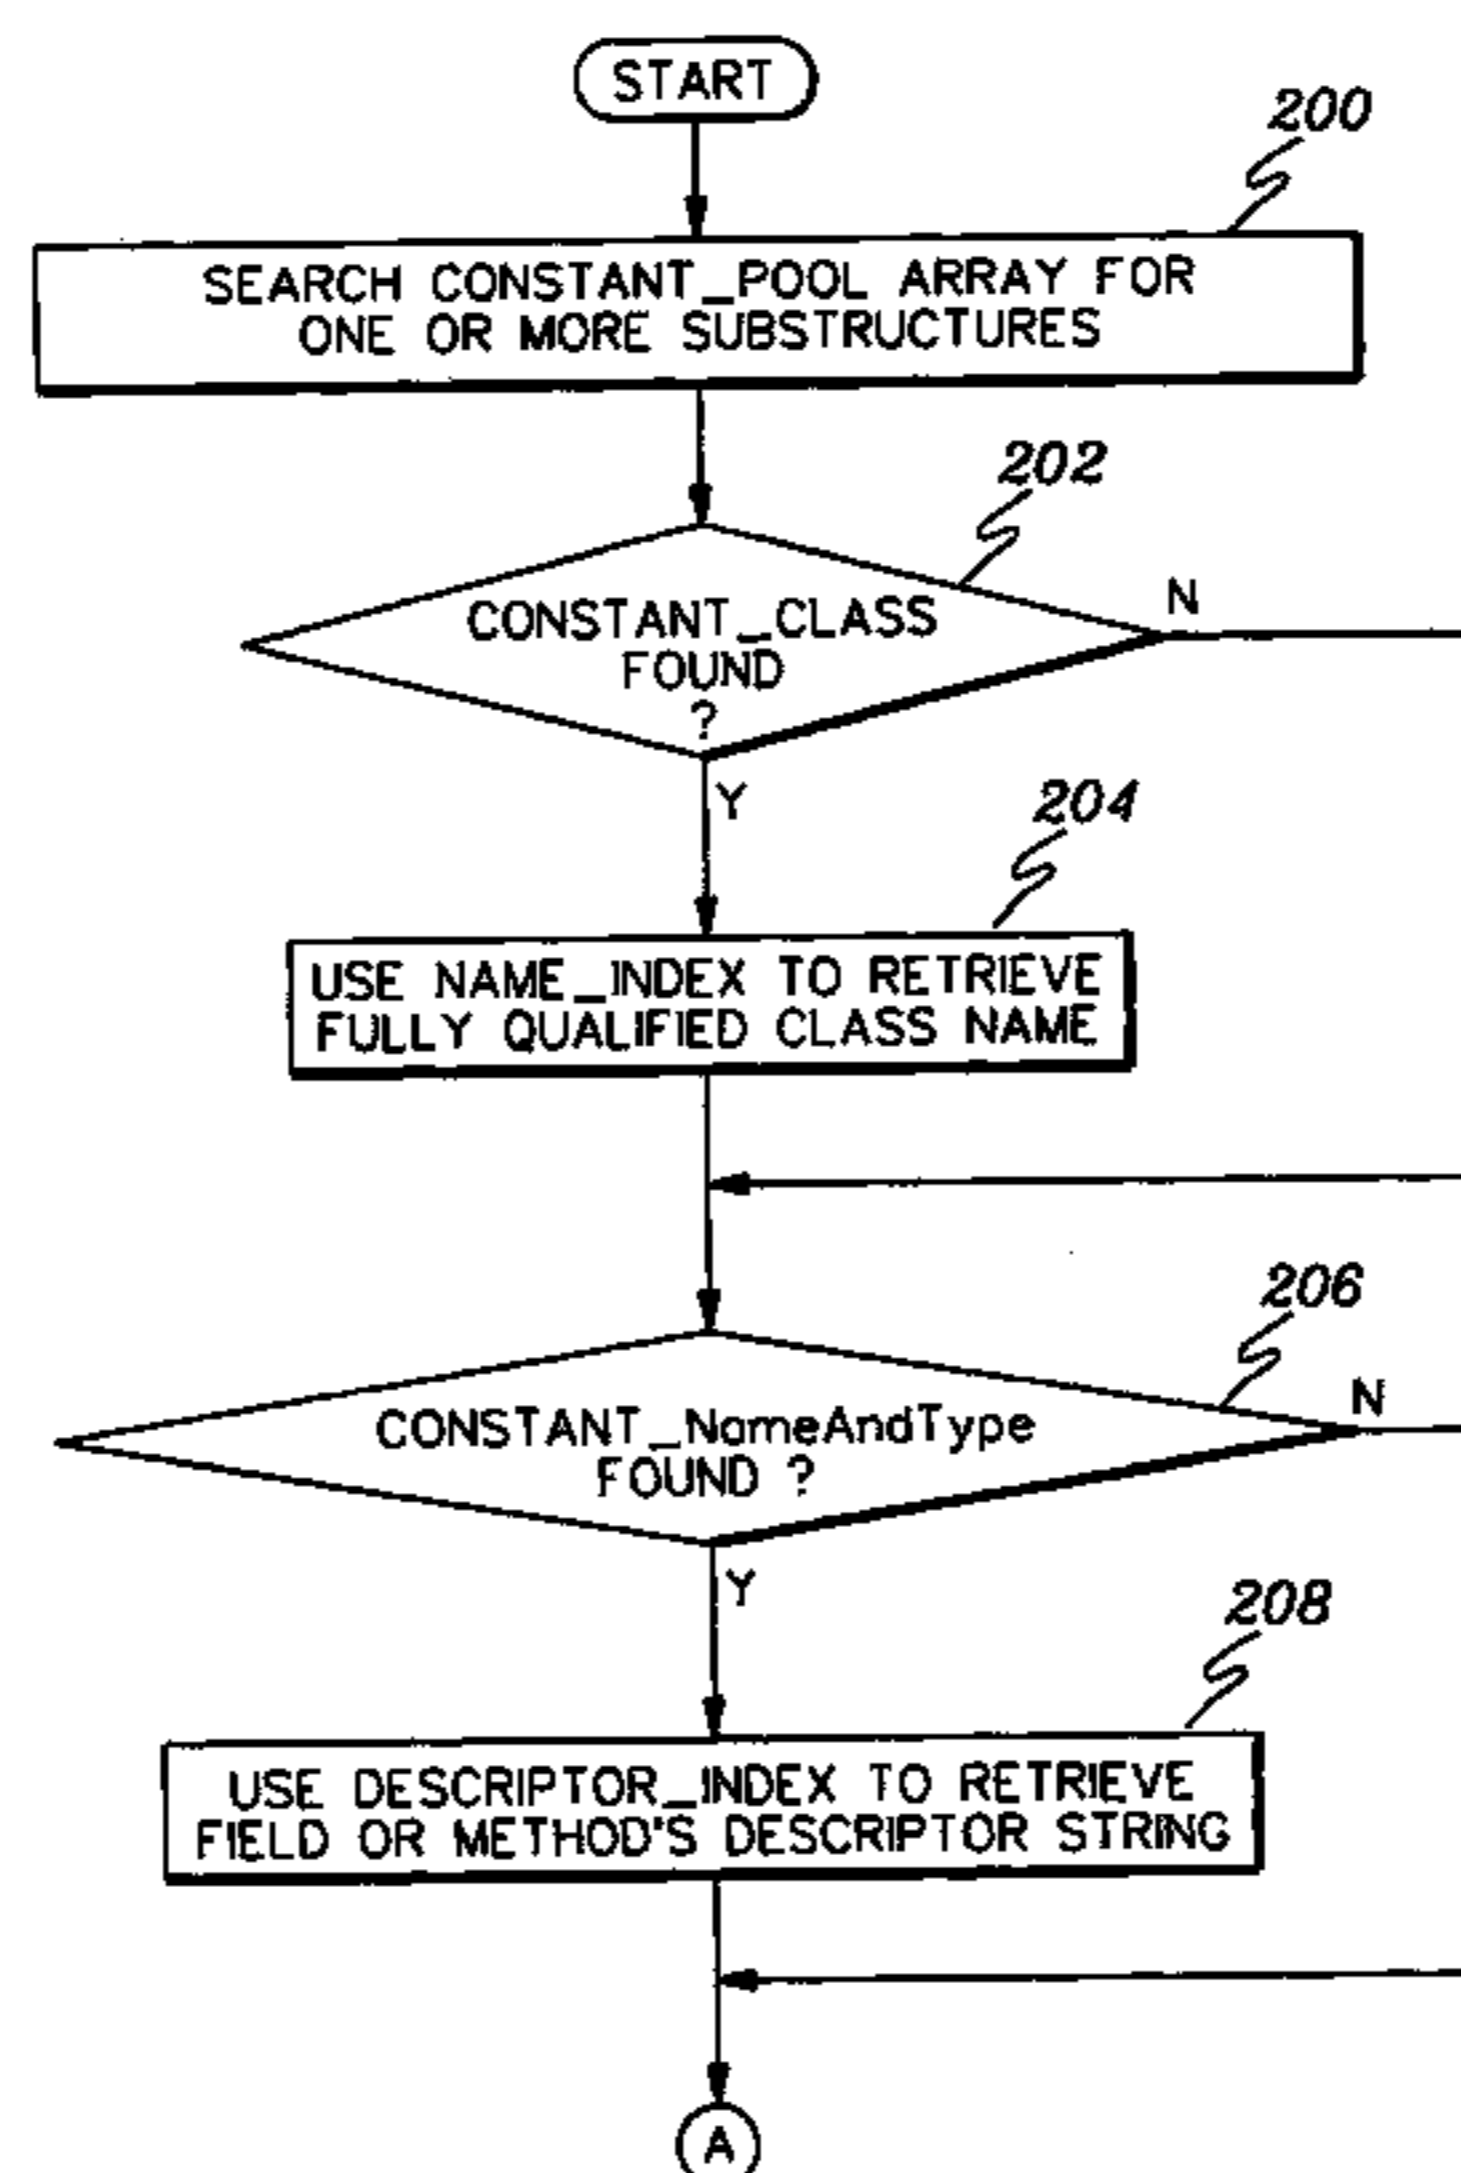 START
200
SEARCH CONSTANT_POOL ARRAY FOR
ONE OR MORE SUBSTRUCTURES
202
CONSTANT_CLASS
FOUND
?
N
Y
204
USE NAME_INDEX TO RETRIEVE
FULLY QUALIFIED CLASS NAME
206
CONSTANT_NameAndType
FOUND ?
N
Y
208
USE DESCRIPTOR_INDEX TO RETRIEVE
FIELD OR METHOD'S DESCRIPTOR STRING
A